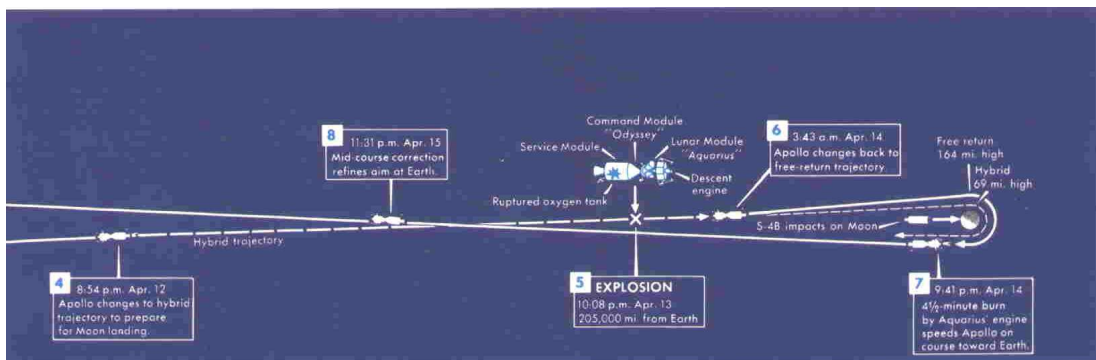 8
11:31 p.m. Apr. 15
Mid-course correction
refines aim at Earth.
Command Module
"Odyssey"
Service Module
Lunar Module
"Aquarius"
Descent
engine
Ruptured oxygen tank
6
3:43 a.m. Apr. 14
Apollo changes back to
free-return trajectory
Free return
164 mi. high
Hybrid
69 mi. high
S-4B impacts on Moon
Hybrid trajectory
4
8:54 p.m. Apr. 12
Apollo changes to hybrid
trajectory to prepare
for Moon landing.
5 EXPLOSION
10:08 p.m. Apr. 13
205,000 mi. from Earth
7
9:41 p.m. Apr. 14
4½-minute burn
by Aquarius' engine
speeds Apollo on
course toward Earth.